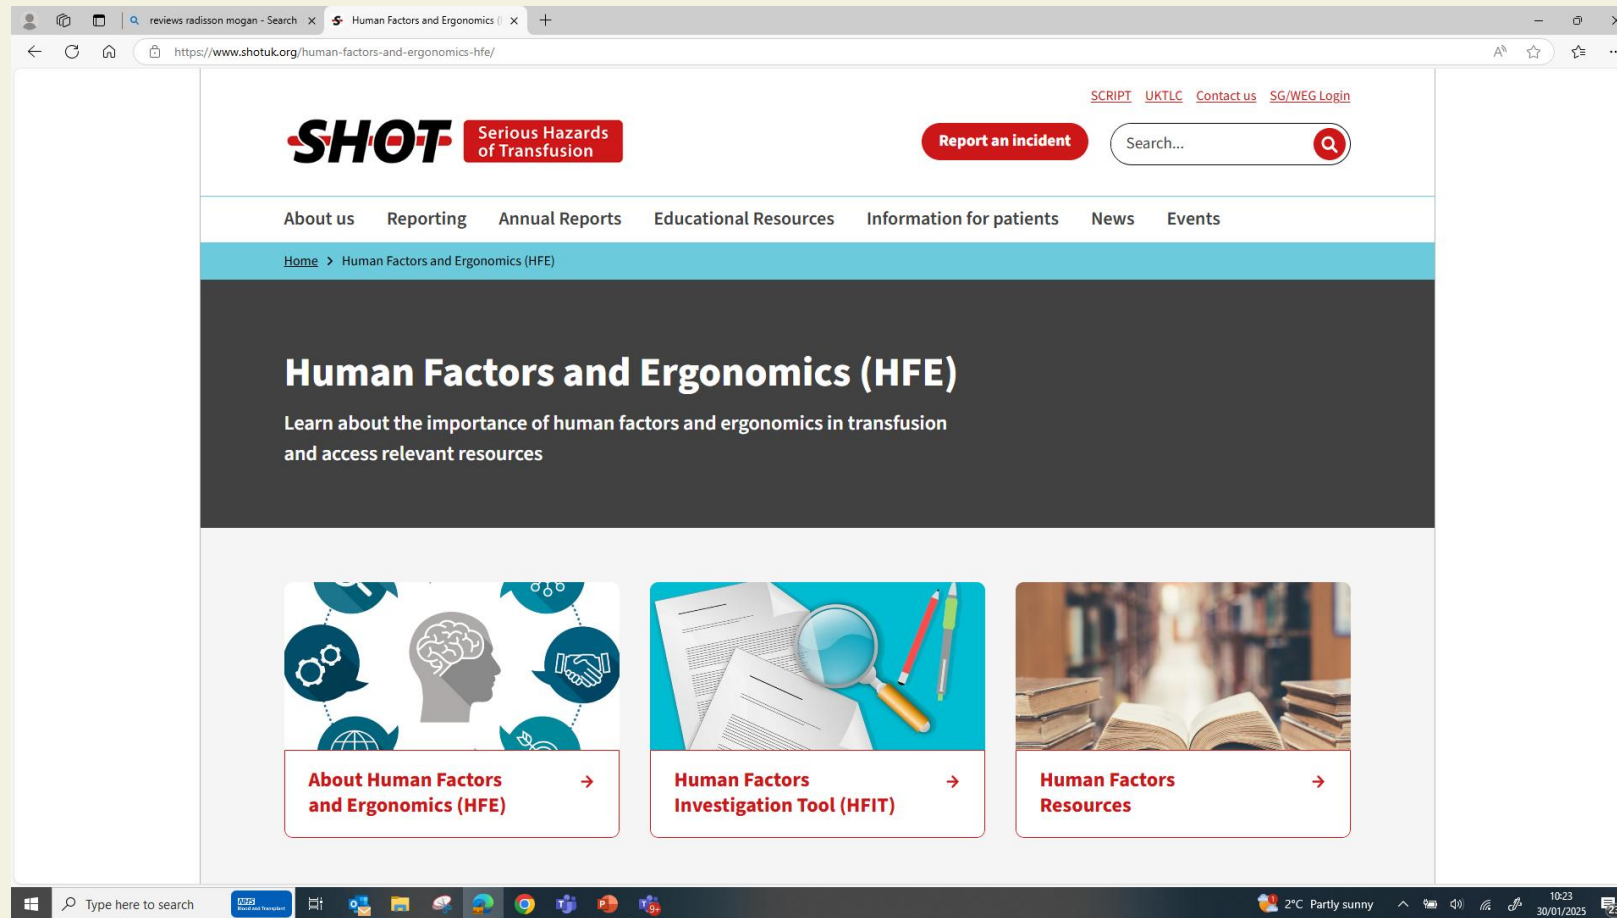 reviews radisson mogan - Search
Human Factors and Ergonomics (
https://www.shotuk.org/human-factors-and-ergonomics-hfe/
SCRIPT UKTLC Contact us SG/WEG Login
SHOT Serious Hazards
of Transfusion
Report an incident
Search...
About us Reporting Annual Reports Educational Resources Information for patients News Events
Home > Human Factors and Ergonomics (HFE)
Human Factors and Ergonomics (HFE)
Learn about the importance of human factors and ergonomics in transfusion
and access relevant resources
About Human Factors
and Ergonomics (HFE)
Human Factors
Investigation Tool (HFIT)
Human Factors
Resources
Type here to search
NHS
Blood and Transplant
2°C Partly sunny
10:23
30/01/2025